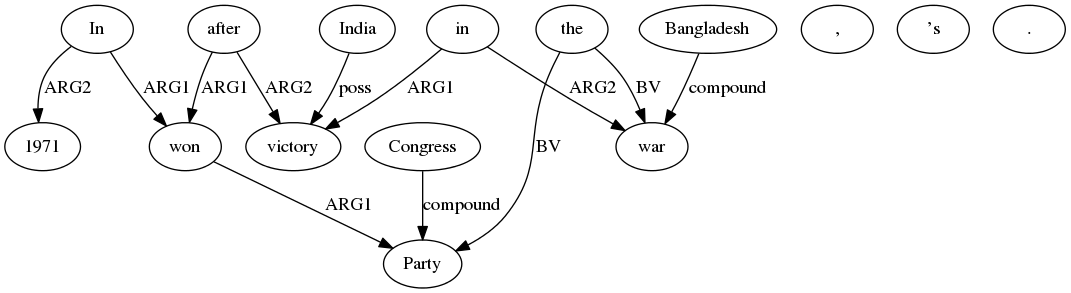 In after India in the Bangladesh , ’s .
ARG2 ARG1 ARG1 ARG2 poss ARG1 ARG2 BV compound
1971 won victory Congress war
BV
ARG1 compound
Party